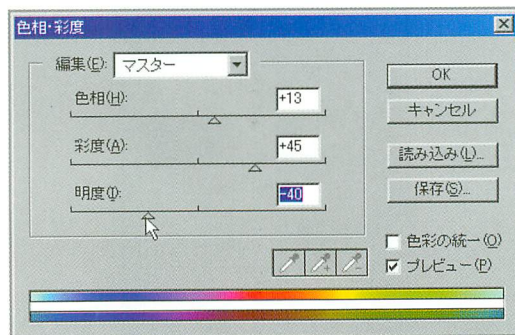 色相・彩度
編集(E): マスター
色相(H): +13
彩度(A): +45
明度(I): -40
OK
キャンセル
読み込み(L)...
保存(S)...
色彩の統一(O)
プレビュー(P)